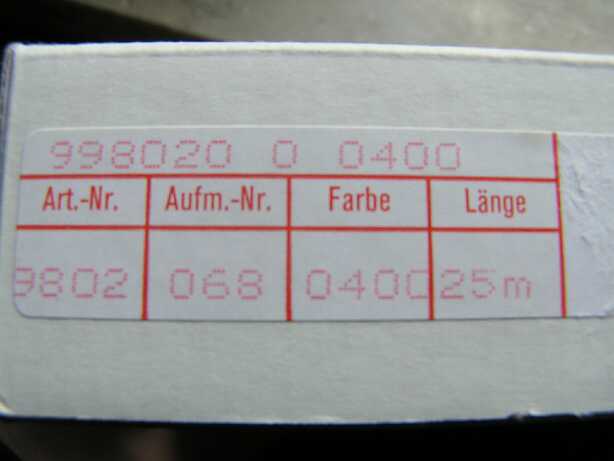 998020 0 0400
Art.-Nr. Aufm.-Nr. Farbe Länge
9802 068 0400 25m